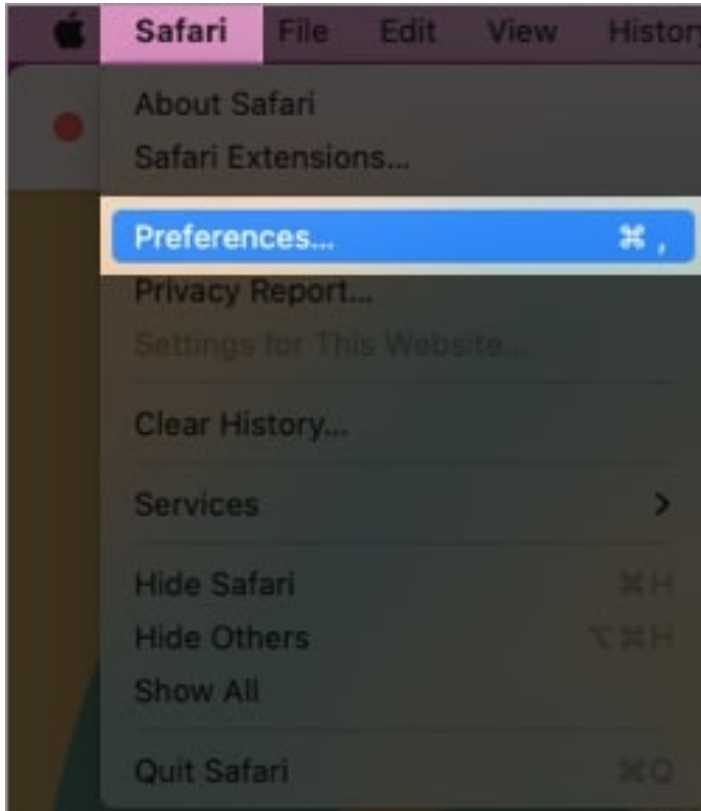 Safari File Edit View History
About Safari
Safari Extensions...
Preferences... ⌘ ,
Privacy Report...
Settings for This Website...
Clear History...
Services
Hide Safari ⌘H
Hide Others ⌥⌘H
Show All
Quit Safari ⌘Q